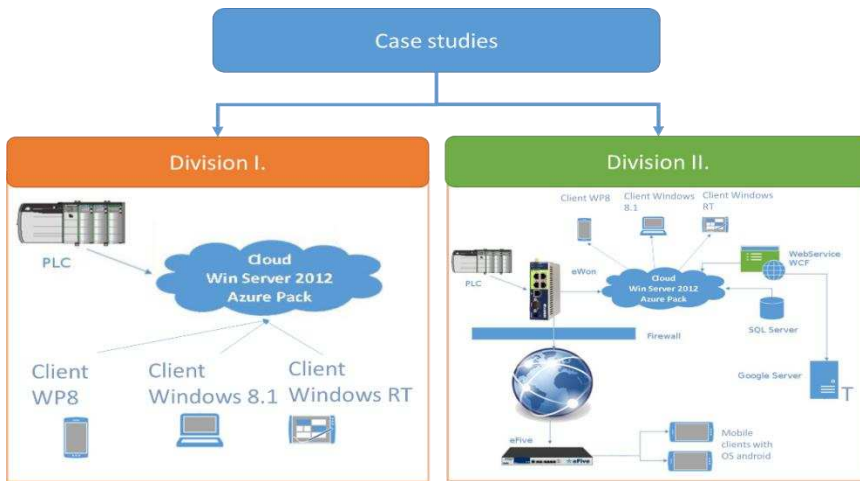 Case studies
Division I.
PLC
Cloud
Win Server 2012
Azure Pack
Client
WP8
Client
Windows 8.1
Client
Windows RT
Division II.
Client WP8
Client Windows
8.1
Client Windows
RT
PLC
eWon
Cloud
Win Server 2012
Azure Pack
WebService
WCF
SQL Server
Firewall
Google Server
T
eFive
eFive
Mobile
clients with
OS android